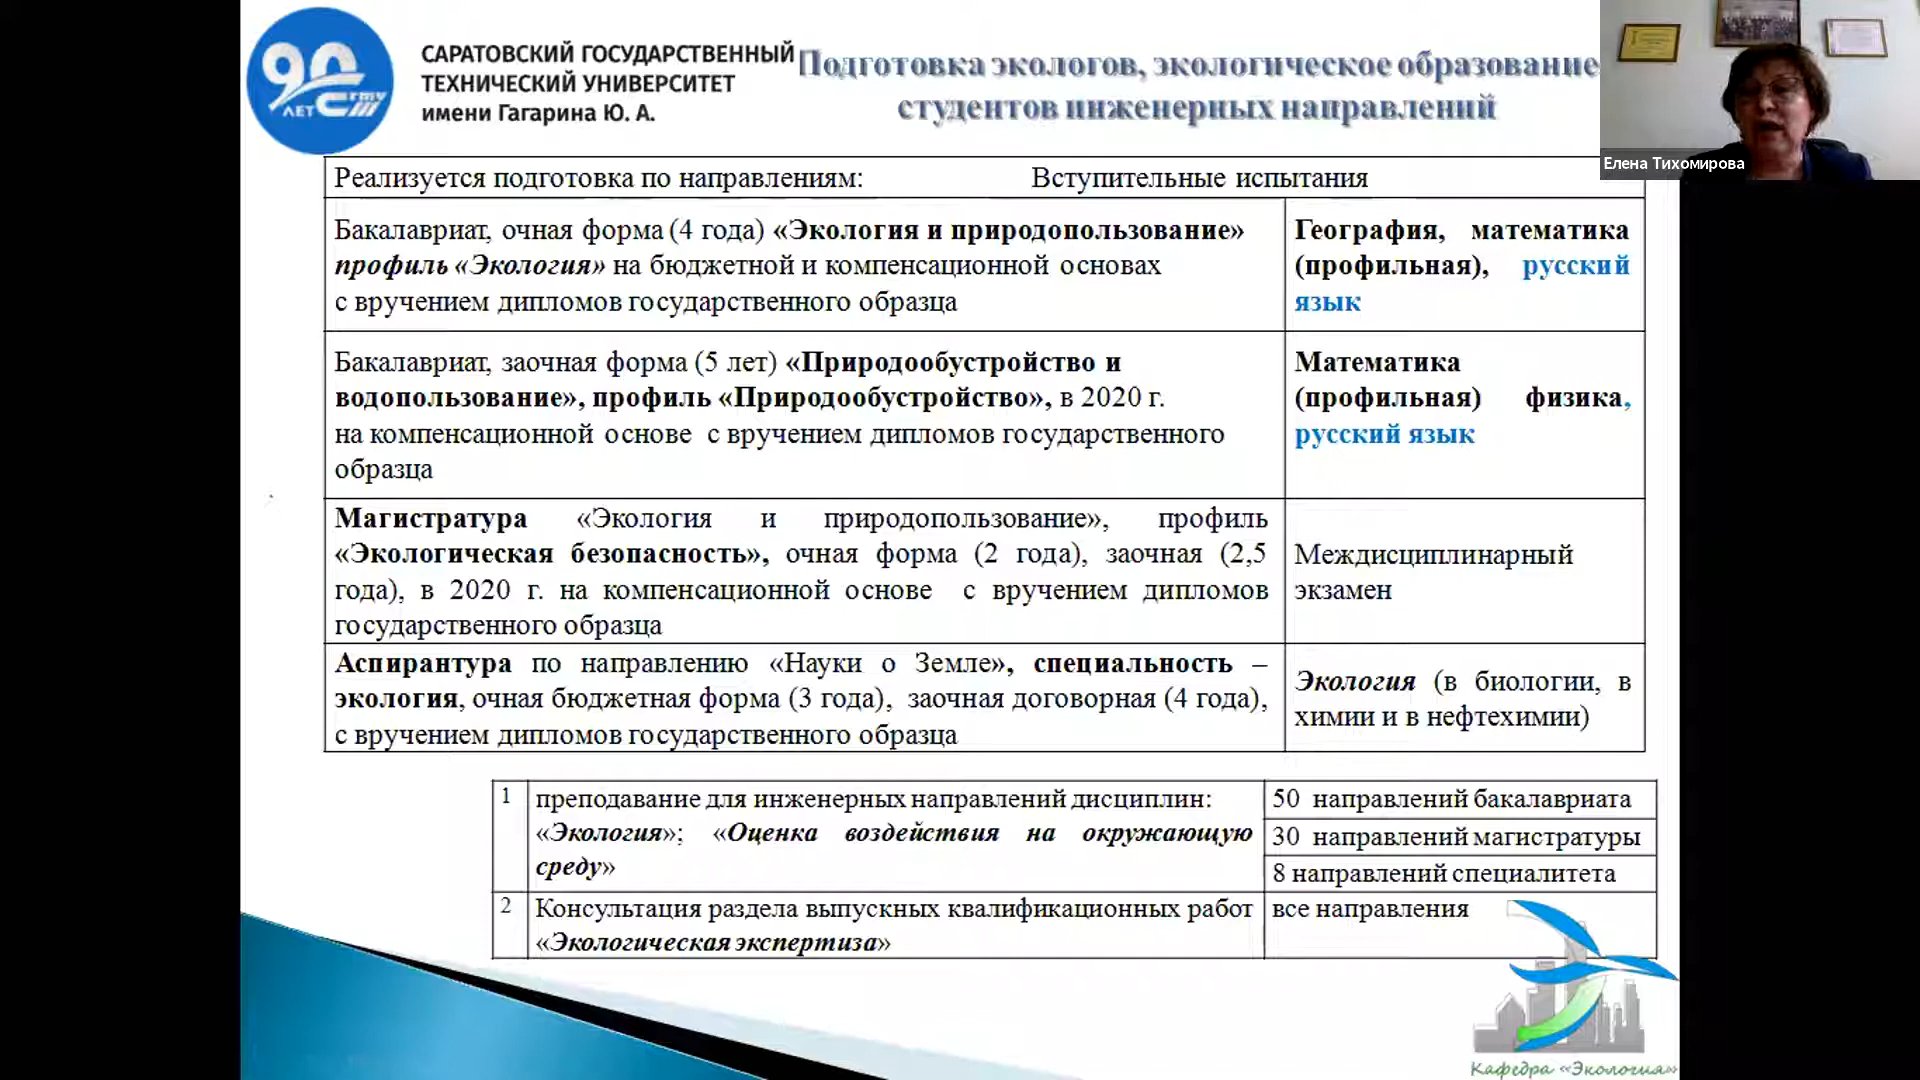 90
ЛЕТ СГТУ
САРАТОВСКИЙ ГОСУДАРСТВЕННЫЙ
ТЕХНИЧЕСКИЙ УНИВЕРСИТЕТ
имени Гагарина Ю. А.
Подготовка экологов, экологическое образование
студентов инженерных направлений
Елена Тихомирова
Реализуется подготовка по направлениям: Вступительные испытания
Бакалавриат, очная форма (4 года) «Экология и природопользование»
профиль «Экология» на бюджетной и компенсационной основах
с вручением дипломов государственного образца
География, математика
(профильная), русский
язык
Бакалавриат, заочная форма (5 лет) «Природообустройство и
водопользование», профиль «Природообустройство», в 2020 г.
на компенсационной основе с вручением дипломов государственного
образца
Математика
(профильная) физика,
русский язык
Магистратура «Экология и природопользование», профиль
«Экологическая безопасность», очная форма (2 года), заочная (2,5
года), в 2020 г. на компенсационной основе с вручением дипломов
государственного образца
Междисциплинарный
экзамен
Аспирантура по направлению «Науки о Земле», специальность –
экология, очная бюджетная форма (3 года), заочная договорная (4 года),
с вручением дипломов государственного образца
Экология (в биологии, в
химии и в нефтехимии)
1 преподавание для инженерных направлений дисциплин:
«Экология»; «Оценка воздействия на окружающую
среду»
50 направлений бакалавриата
30 направлений магистратуры
8 направлений специалитета
2 Консультация раздела выпускных квалификационных работ
«Экологическая экспертиза»
все направления
Кафедра «Экология»